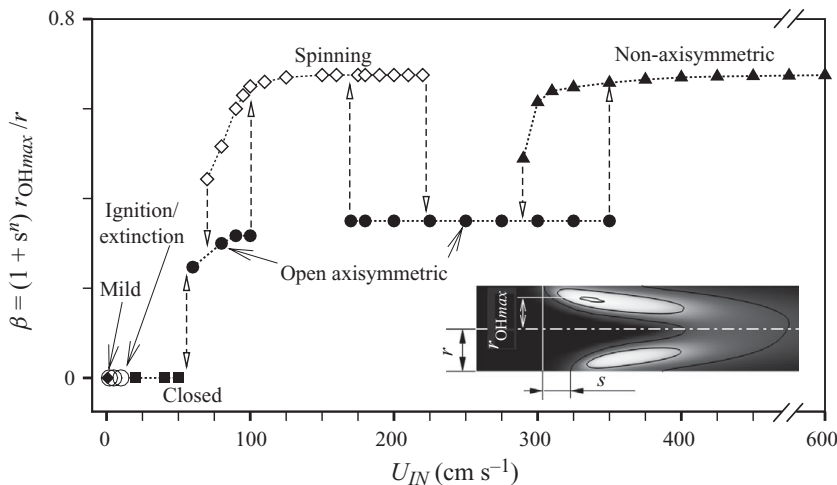 0.8
Spinning
Non-axisymmetric
β = (1 + sⁿ) r_OHmax /r
Ignition/
extinction
Mild
Open axisymmetric
r_OHmax
r
s
0
Closed
0
100
200
300
400
600
U_IN (cm s⁻¹)